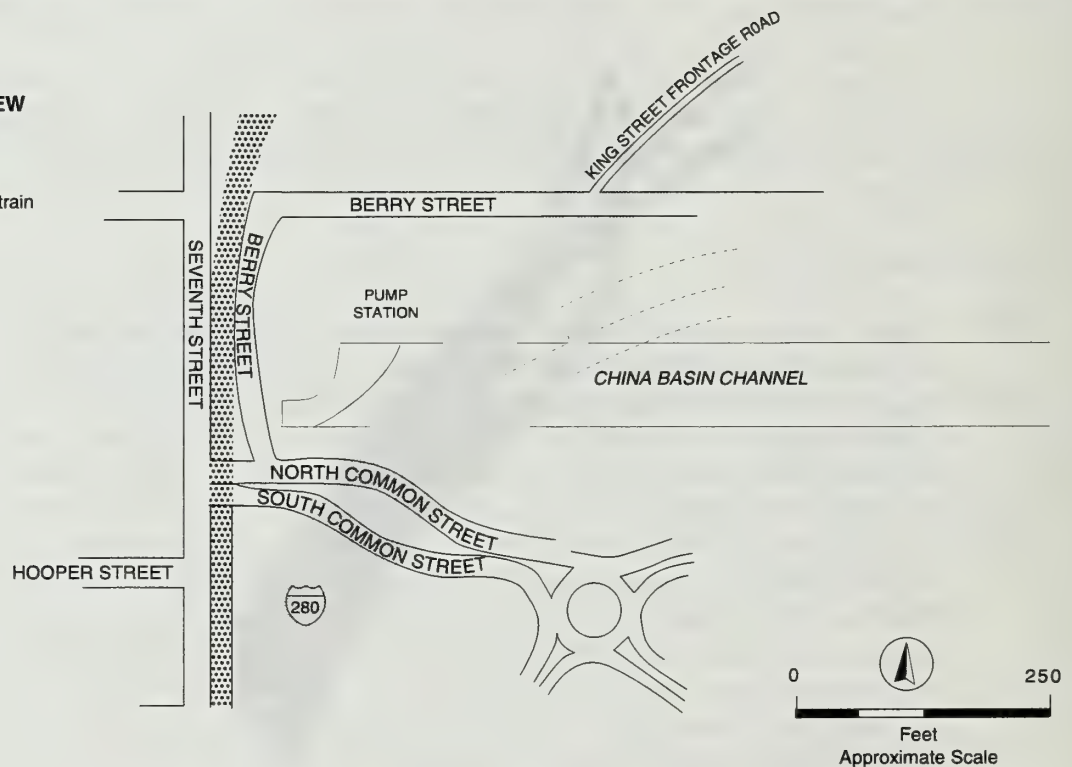 EW
train
KING STREET FRONTAGE ROAD
BERRY STREET
BERRY STREET
SEVENTH STREET
PUMP
STATION
CHINA BASIN CHANNEL
NORTH COMMON STREET
SOUTH COMMON STREET
HOOPER STREET
280
0 250
Feet
Approximate Scale